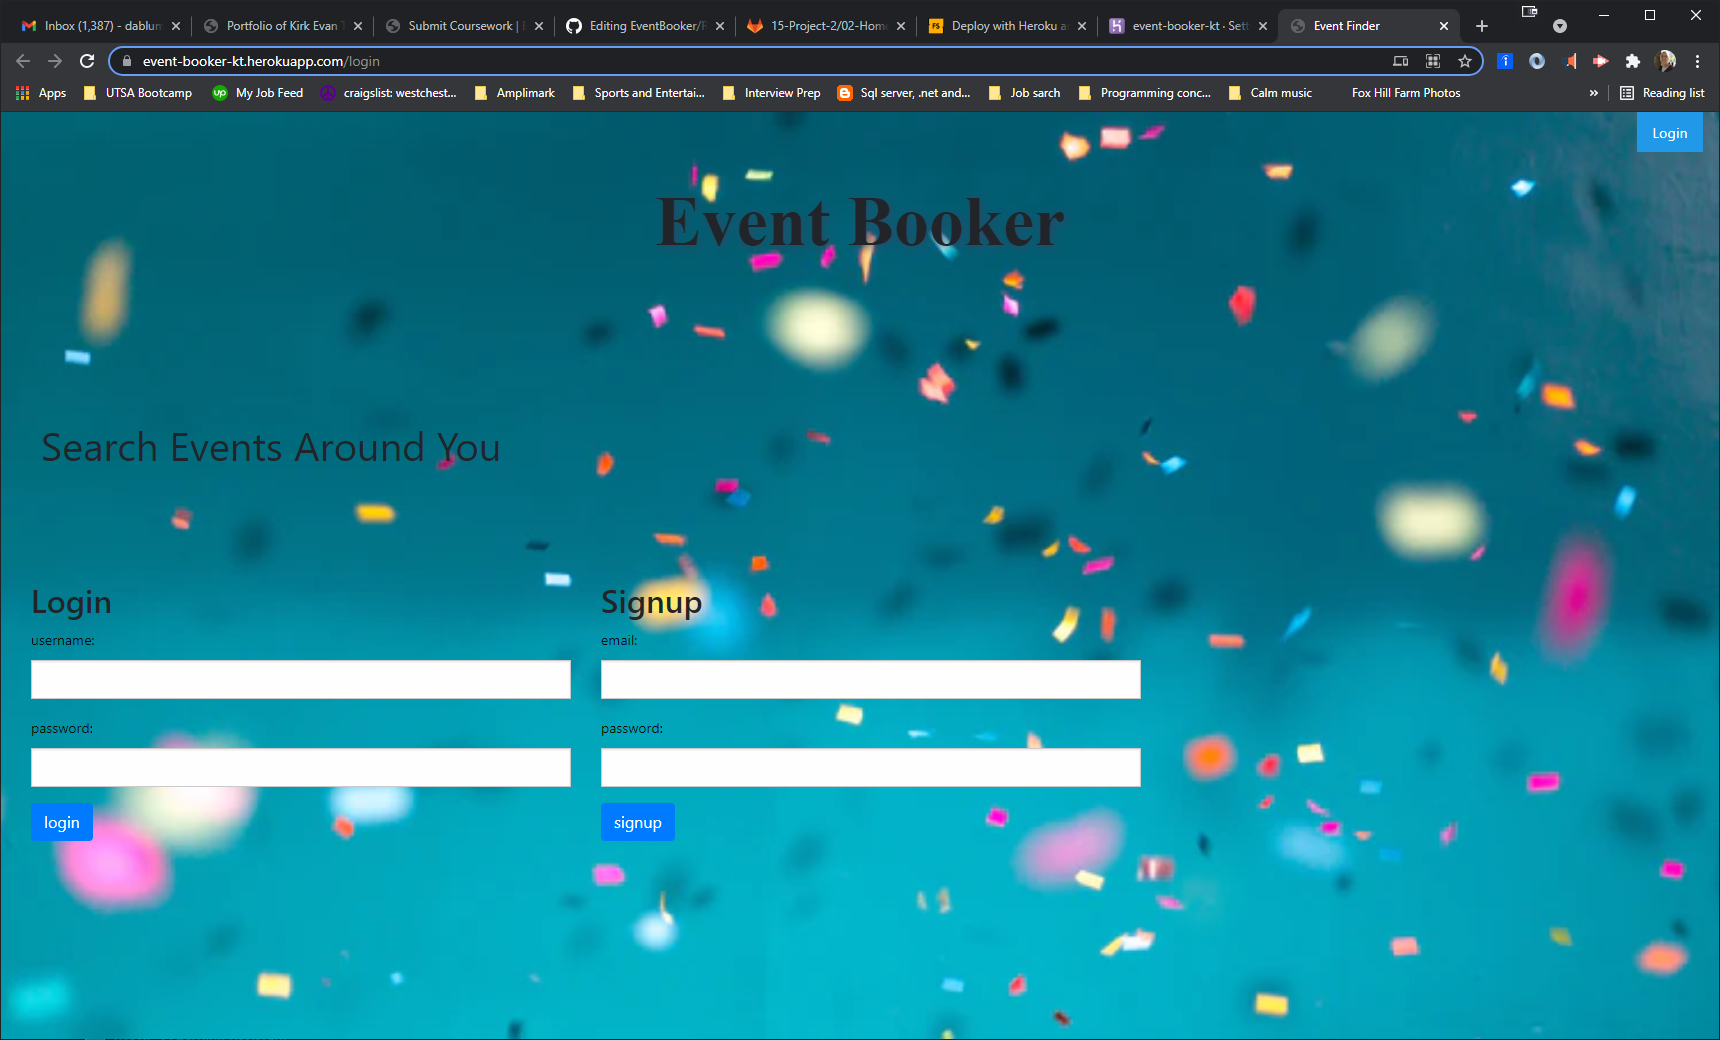 Inbox (1,387) - dablum
Portfolio of Kirk Evan T
Submit Coursework |
Editing EventBooker/R
15-Project-2/02-Hom
Deploy with Heroku a
event-booker-kt · Sett
Event Finder
event-booker-kt.herokuapp.com/login
Apps
UTSA Bootcamp
up
My Job Feed
craigslist: westchest...
Amplimark
Sports and Entertai...
Interview Prep
Sql server, .net and...
Job sarch
Programming conc...
Calm music
Fox Hill Farm Photos
»
Reading list
Login
Event Booker
Search Events Around You
Login
Signup
username:
email:
password:
password:
login
signup